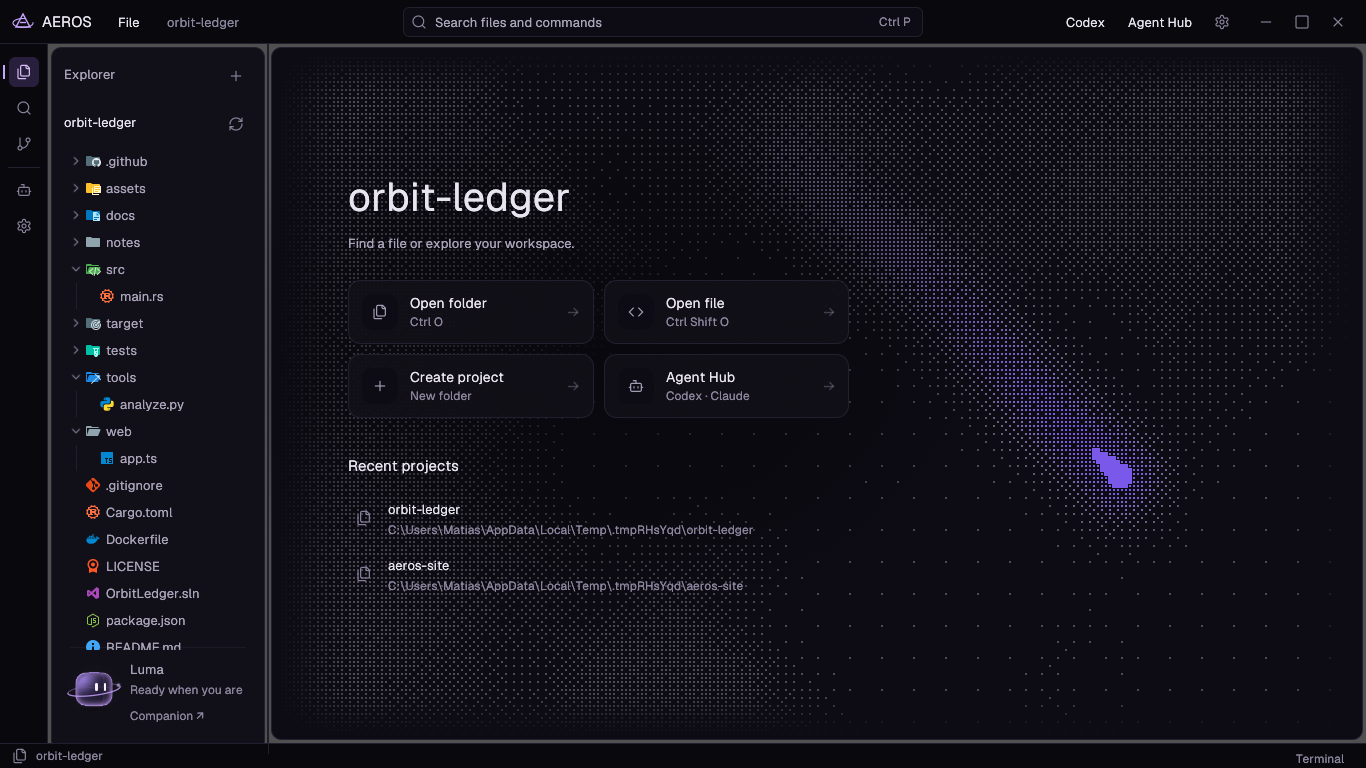 AEROS File orbit-ledger
Search files and commands Ctrl P
Codex Agent Hub
Explorer
orbit-ledger
.github
assets
docs
notes
src
main.rs
target
tests
tools
analyze.py
web
app.ts
.gitignore
Cargo.toml
Dockerfile
LICENSE
OrbitLedger.sln
package.json
README.md
Luma
Ready when you are
Companion ↗
orbit-ledger
Find a file or explore your workspace.
Open folder
Ctrl O
Open file
Ctrl Shift O
Create project
New folder
Agent Hub
Codex · Claude
Recent projects
orbit-ledger
C:\Users\Matias\AppData\Local\Temp\.tmpRHsYqd\orbit-ledger
aeros-site
C:\Users\Matias\AppData\Local\Temp\.tmpRHsYqd\aeros-site
orbit-ledger
Terminal